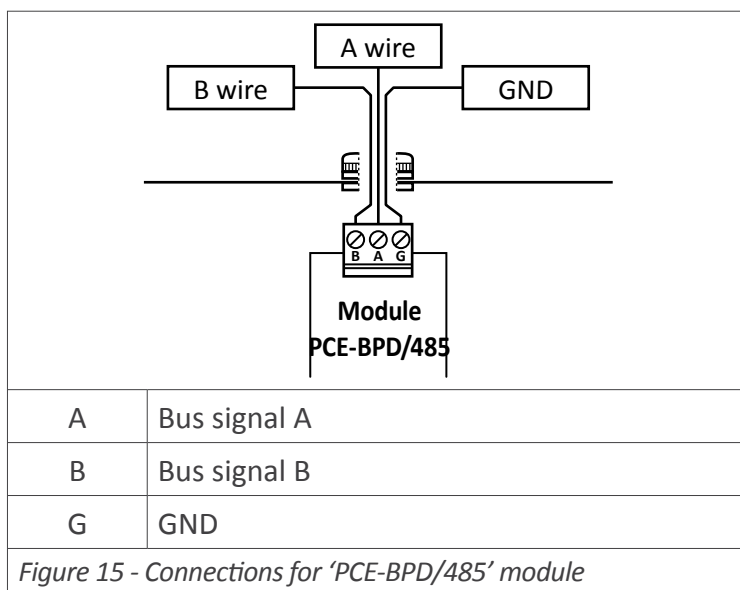 A wire
B wire
GND
B A G
Module
PCE-BPD/485
A Bus signal A
B Bus signal B
G GND
Figure 15 - Connections for ‘PCE-BPD/485’ module